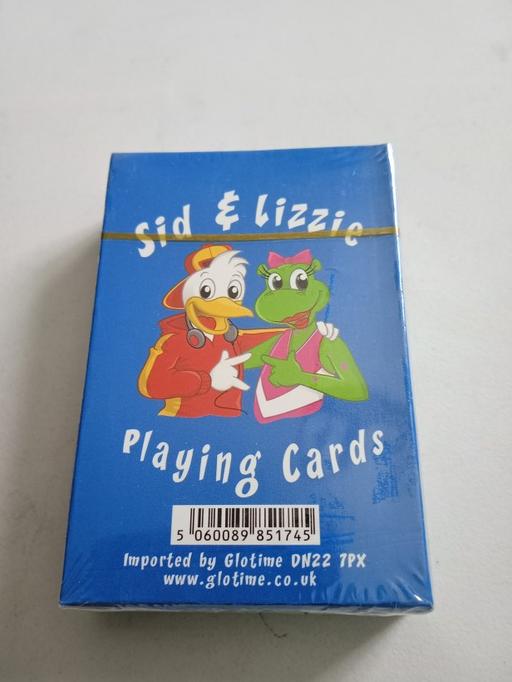 Sid & Lizzie
Playing Cards
5 060089 851745
Imported by Glotime DN22 7PX
www.glotime.co.uk